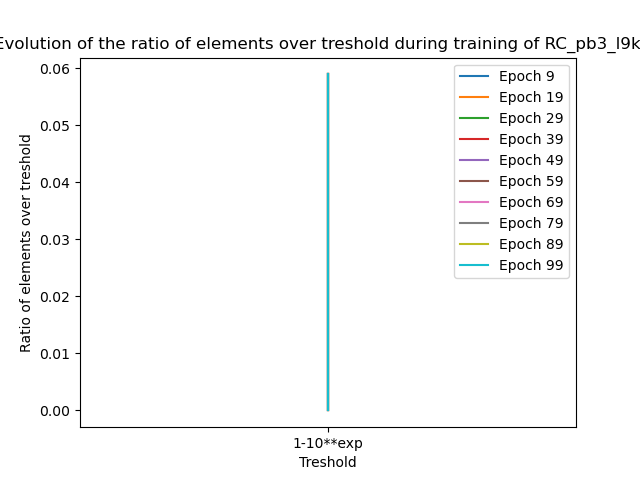 Evolution of the ratio of elements over treshold during training of RC_pb3_l9k
Ratio of elements over treshold
0.06
0.05
0.04
0.03
0.02
0.01
0.00
Epoch 9
Epoch 19
Epoch 29
Epoch 39
Epoch 49
Epoch 59
Epoch 69
Epoch 79
Epoch 89
Epoch 99
1-10**exp
Treshold